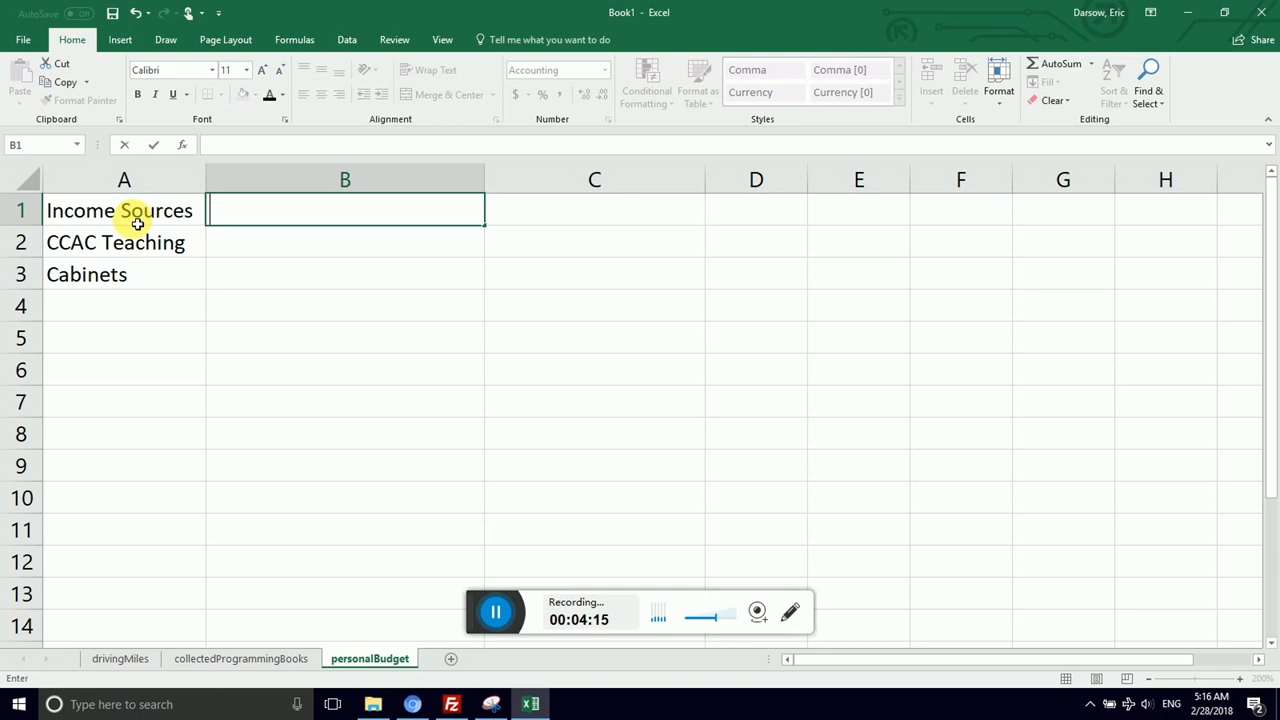 AutoSave Off
Book1 - Excel
Darsow, Eric
File Home Insert Draw Page Layout Formulas Data Review View Tell me what you want to do Share
Paste
Cut
Copy
Format Painter
Clipboard
Calibri 11
B I U
Font
Wrap Text
Merge & Center
Alignment
Accounting
$ % ,
Number
Conditional Formatting
Format as Table
Comma Comma [0]
Currency Currency [0]
Styles
Insert Delete Format
Cells
AutoSum
Fill
Clear
Sort & Filter
Find & Select
Editing
B1
fx
A B C D E F G H
1 Income Sources
2 CCAC Teaching
3 Cabinets
4
5
6
7
8
9
10
11
12
13
14
Recording...
00:04:15
drivingMiles collectedProgrammingBooks personalBudget
Enter
200%
Type here to search
ENG
5:16 AM
2/28/2018
2